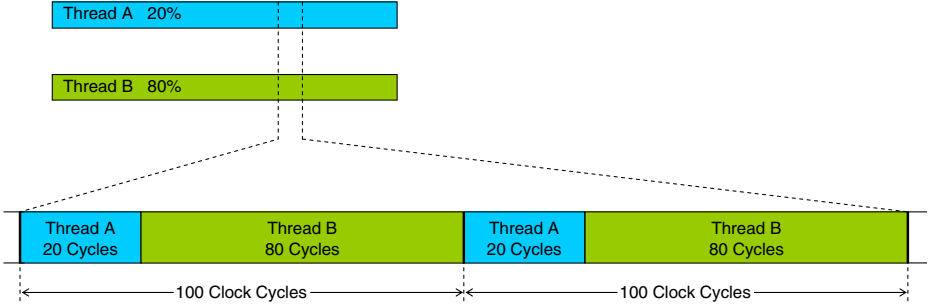 Thread A 20%
Thread B 80%
Thread A Thread B Thread A Thread B
20 Cycles 80 Cycles 20 Cycles 80 Cycles
100 Clock Cycles 100 Clock Cycles